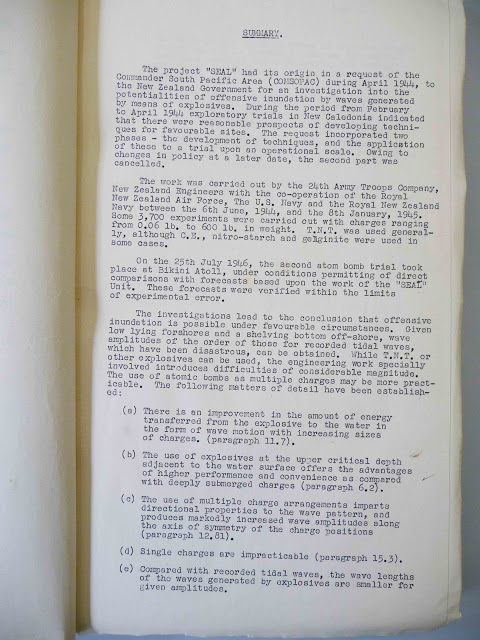 SUMMARY.
The project "SEAL" had its origin in a request of the
Commander South Pacific Area (COMSOPAC) during April 1944, to
the New Zealand Government for an investigation into the
potentialities of offensive inundation by waves generated
by means of explosives. During the period from February
to April 1944 exploratory trials in New Caledonia indicated
that there were reasonable prospects of developing techni-
ques for favourable sites. The request incorporated two
phases - the development of techniques, and the application
of these to a trial upon an operational scale. Owing to
changes in policy at a later date, the second part was
cancelled.
The work was carried out by the 24th Army Troops Company,
New Zealand Engineers with the co-operation of the Royal
New Zealand Air Force, The U.S. Navy and the Royal New Zealand
Navy between the 6th June, 1944, and the 8th January, 1945.
Some 3,700 experiments were carried out with charges ranging
from 0.06 lb. to 600 lb. in weight. T.N.T. was used general-
ly, although C.E., nitro-starch and gelignite were used in
some cases.
On the 25th July 1946, the second atom bomb trial took
place at Bikini Atoll, under conditions permitting of direct
comparisons with forecasts based upon the work of the "SEAL"
Unit. These forecasts were verified within the limits
of experimental error.
The investigations lead to the conclusion that offensive
inundation is possible under favourable circumstances. Given
low lying forshores and a shelving bottom off-shore, wave
amplitudes of the order of those for recorded tidal waves,
which have been disastrous, can be obtained. While T.N.T. or
other explosives can be used, the engineering work specially
involved introduces difficulties of considerable magnitude.
The use of atomic bombs as multiple charges may be more pract-
icable. The following matters of detail have been establish-
ed:
(a) There is an improvement in the amount of energy
transferred from the explosive to the water in
the form of wave motion with increasing sizes
of charges. (paragraph 11.7).
(b) The use of explosives at the upper critical depth
adjacent to the water surface offers the advantages
of higher performance and convenience as compared
with deeply submerged charges (paragraph 6.2).
(c) The use of multiple charge arrangements imparts
directional properties to the wave pattern, and
produces markedly increased wave amplitudes along
the axis of symmetry of the charge positions
(paragraph 12.81).
(d) Single charges are impracticable (paragraph 15.3).
(e) Compared with recorded tidal waves, the wave lengths
of the waves generated by explosives are smaller for
given amplitudes.